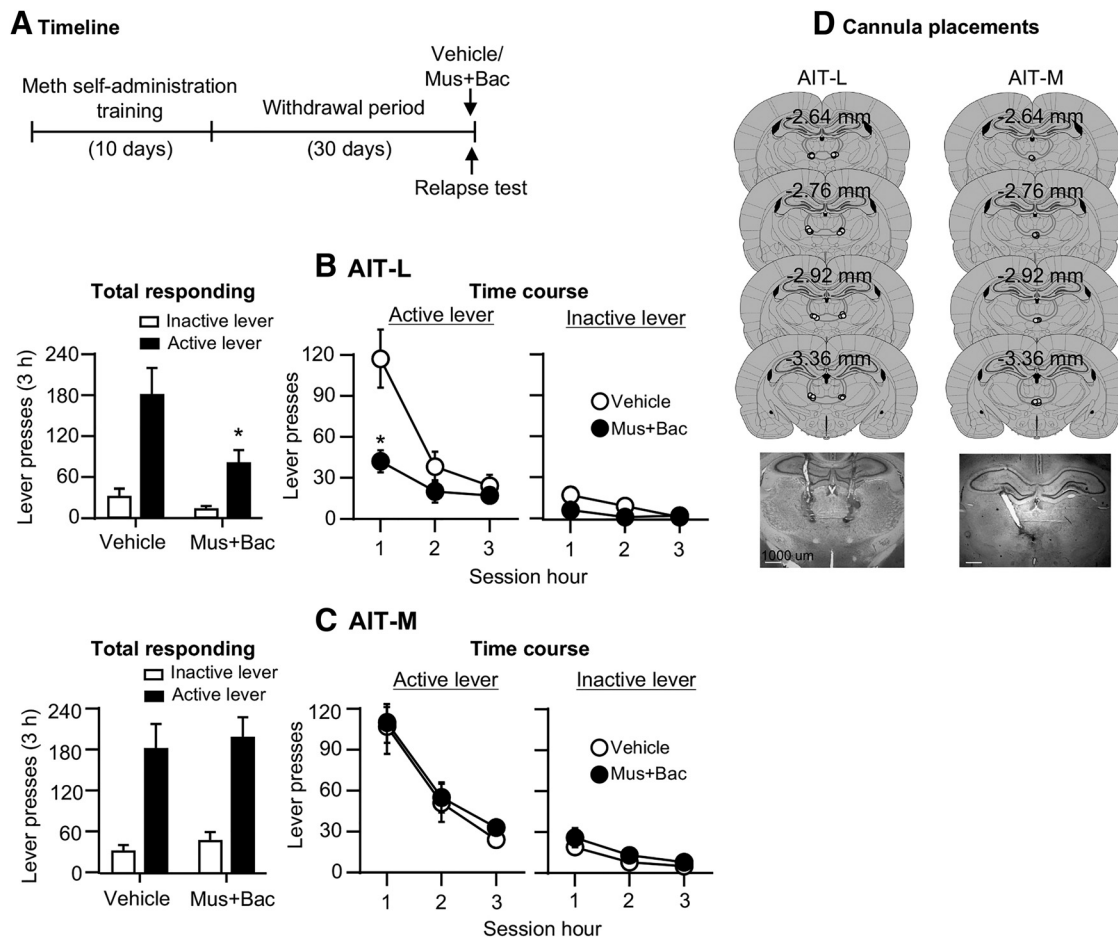 A Timeline
Vehicle/
Mus+Bac
Meth self-administration
training
Withdrawal period
(10 days)
(30 days)
Relapse test
B AIT-L
Total responding
Inactive lever
Active lever
Lever presses (3 h)
240
180
120
60
0
Vehicle
Mus+Bac
*
Time course
Active lever
Inactive lever
Lever presses
120
90
60
30
0
*
Vehicle
Mus+Bac
1 2 3
1 2 3
Session hour
C AIT-M
Total responding
Inactive lever
Active lever
Lever presses (3 h)
240
180
120
60
0
Vehicle
Mus+Bac
Time course
Active lever
Inactive lever
Lever presses
120
90
60
30
0
Vehicle
Mus+Bac
1 2 3
1 2 3
Session hour
D Cannula placements
AIT-L
AIT-M
-2.64 mm
-2.64 mm
-2.76 mm
-2.76 mm
-2.92 mm
-2.92 mm
-3.36 mm
-3.36 mm
1000 um